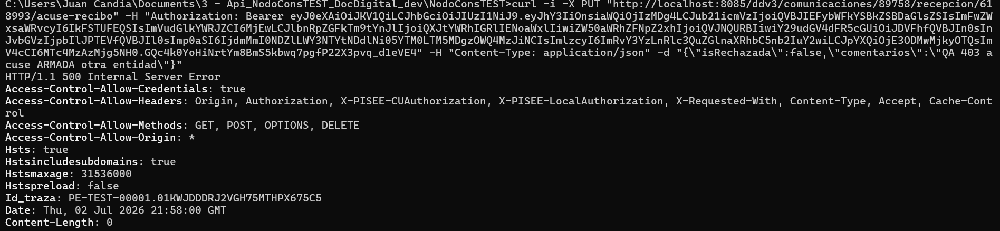 C:\Users\Juan Candia\Documents\3 - Api_NodoConsTEST_DocDigital_dev\NodoConsTEST>curl -i -X PUT "http://localhost:8085/ddv3/comunicaciones/89758/recepcion/61
8993/acuse-recibo" -H "Authorization: Bearer eyJ0eXAiOiJKV1QiLCJhbGciOiJIUzI1NiJ9.eyJhY3IiOnsiaWQiOjIzMDg4LCJub21icmVzIjoiQVBJIEFybWFkYSBkZSBDaGlsZSIsImFwZW
xsaWRvcyI6IkFSTUFEQSIsImVudGlkYWRJZCI6MjEwLCJlbnRpZGFkTm9tYnJlIjoiQXJtYWRhIGRlIENoaWxlIiwiZW50aWRhZFNpZ2xhIjoiQVJNQURBIiwiY29udGV4dFR5cGUiOiJDVFhfQVBJIn0sIn
JvbGVzIjpbIlJPTEVfQVBJIl0sImp0aSI6IjdmMmI0NDZlLWY3NTYtNDdlNi05YTM0LTM5MDgzOWQ4MzJiNCIsImlzcyI6ImRvY3YzLnRlc3QuZGlnaXRhbC5nb2IuY2wiLCJpYXQiOjE3ODMwMjkyOTQsIm
V4cCI6MTc4MzAzMjg5NH0.GQc4k0YoHiNrtYm8BmS5kbwq7pgfP22X3pvq_d1eVE4" -H "Content-Type: application/json" -d "{\"isRechazada\":false,\"comentarios\":\"QA 403 a
cuse ARMADA otra entidad\"}"
HTTP/1.1 500 Internal Server Error
Access-Control-Allow-Credentials: true
Access-Control-Allow-Headers: Origin, Authorization, X-PISEE-CUAuthorization, X-PISEE-LocalAuthorization, X-Requested-With, Content-Type, Accept, Cache-Cont
rol
Access-Control-Allow-Methods: GET, POST, OPTIONS, DELETE
Access-Control-Allow-Origin: *
Hsts: true
Hstsincludesubdomains: true
Hstsmaxage: 31536000
Hstspreload: false
Id_traza: PE-TEST-00001.01KWJDDDRJ2VGH75MTHPX675C5
Date: Thu, 02 Jul 2026 21:58:00 GMT
Content-Length: 0